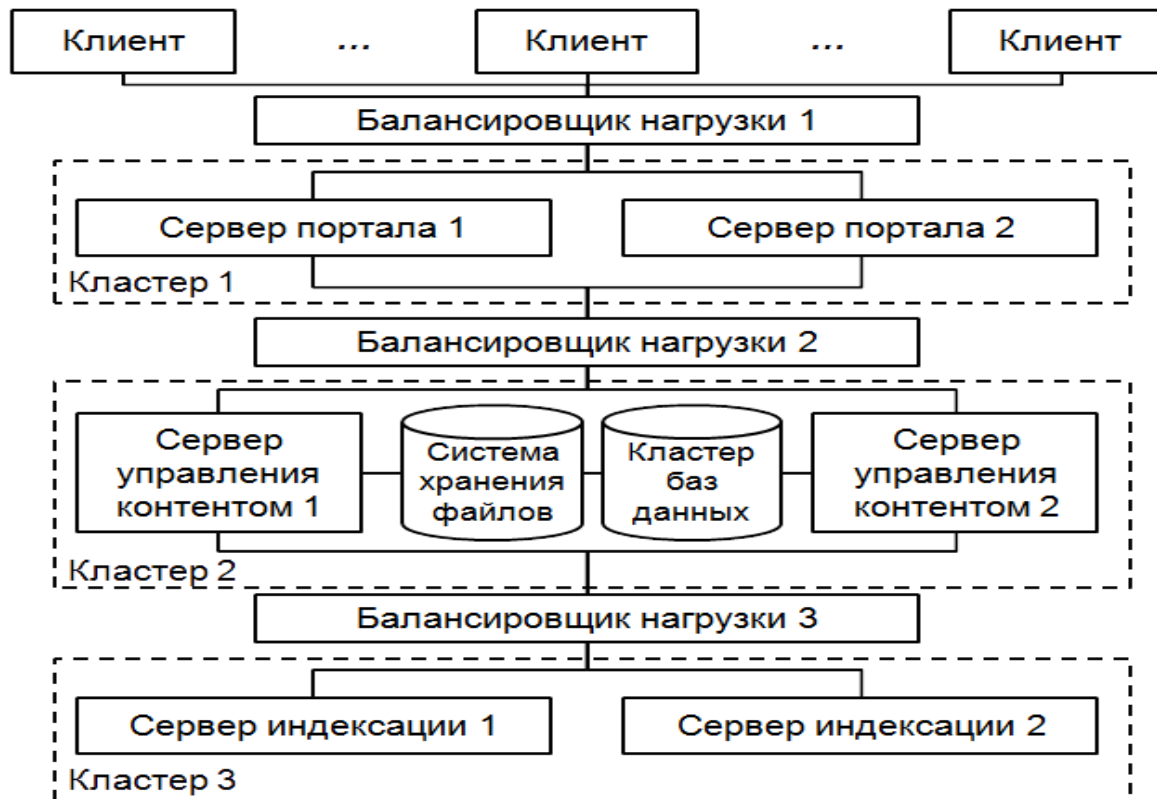 Клиент ... Клиент ... Клиент
Балансировщик нагрузки 1
Сервер портала 1
Сервер портала 2
Кластер 1
Балансировщик нагрузки 2
Сервер
управления
контентом 1
Система
хранения
файлов
Кластер
баз
данных
Сервер
управления
контентом 2
Кластер 2
Балансировщик нагрузки 3
Сервер индексации 1
Сервер индексации 2
Кластер 3